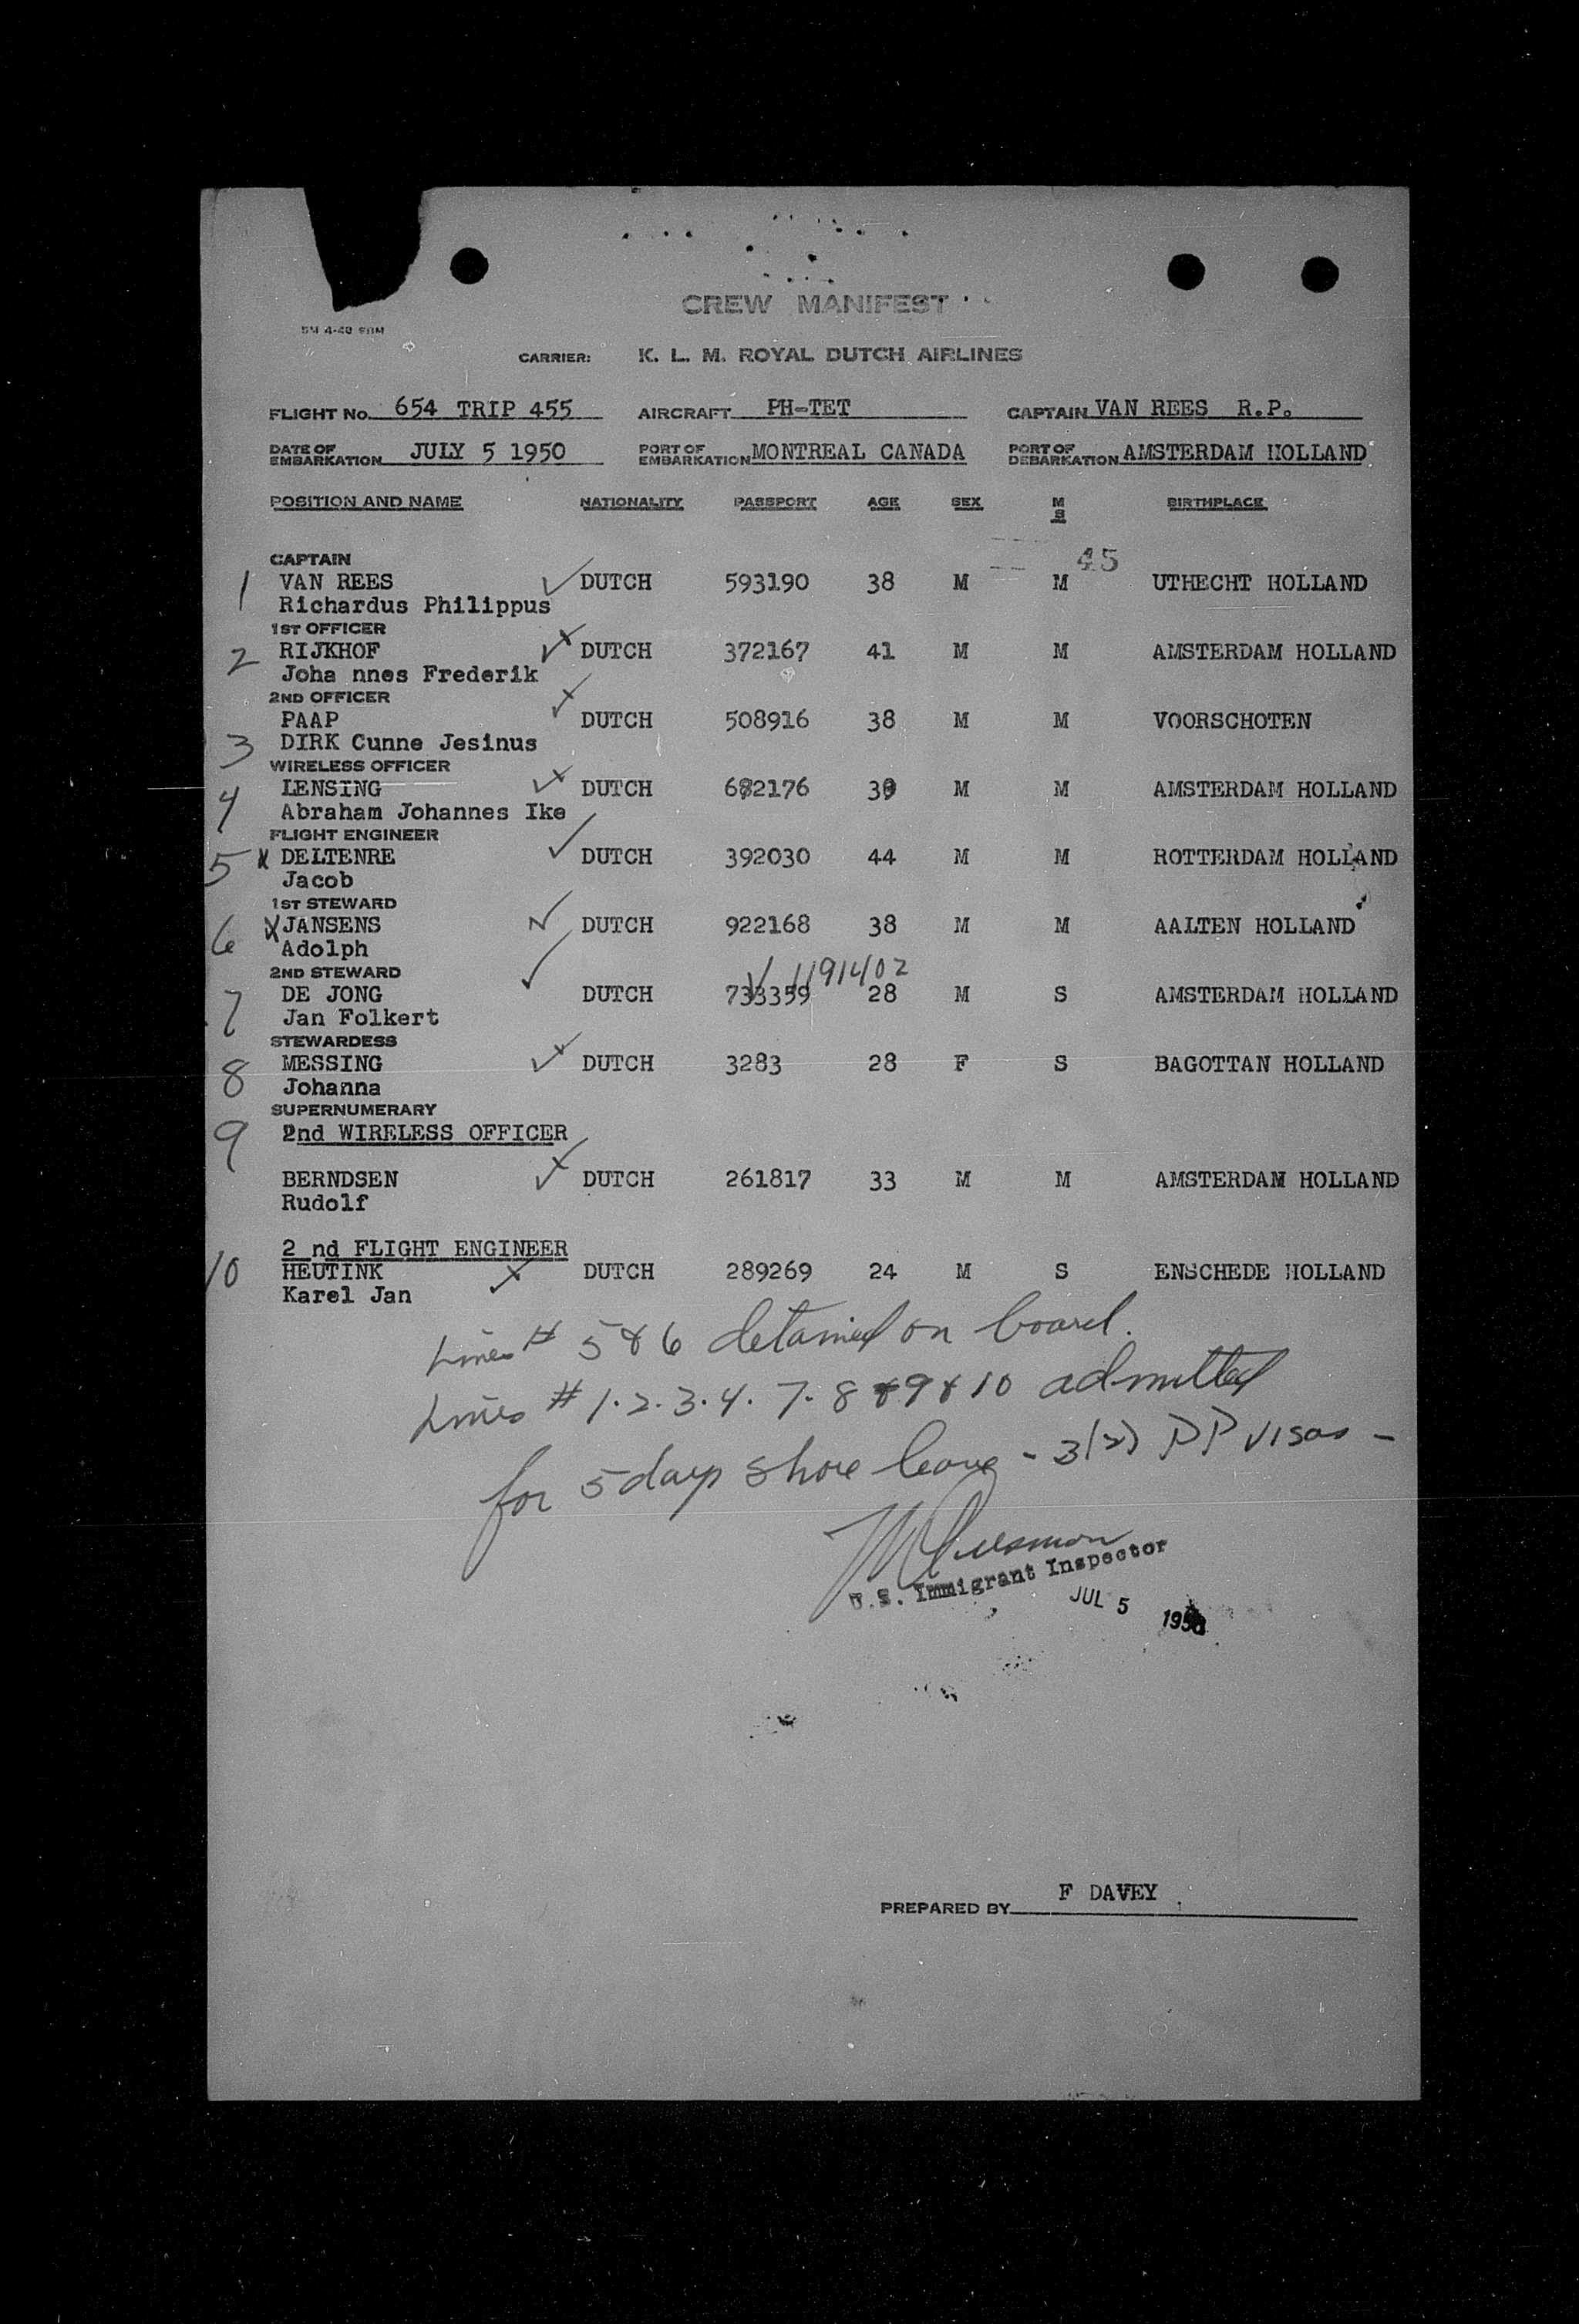 CREW MANIFEST
CARRIER: K. L. M. ROYAL DUTCH AIRLINES
FLIGHT No. 654 TRIP 455 AIRCRAFT PH-TET CAPTAIN VAN REES R.P.
DATE OF EMBARKATION JULY 5 1950 PORT OF EMBARKATION MONTREAL CANADA PORT OF DEBARKATION AMSTERDAM HOLLAND
POSITION AND NAME NATIONALITY PASSPORT AGE SEX M S BIRTHPLACE
CAPTAIN 45
1 VAN REES DUTCH 593190 38 M M UTHECHT HOLLAND
Richardus Philippus
1ST OFFICER
2 RIJKHOF DUTCH 372167 41 M M AMSTERDAM HOLLAND
Joha nnes Frederik
2ND OFFICER
PAAP DUTCH 508916 38 M M VOORSCHOTEN
3 DIRK Cunne Jesinus
WIRELESS OFFICER
4 LENSING DUTCH 39 M M AMSTERDAM HOLLAND
Abraham Johannes Ike
FLIGHT ENGINEER
5 x DELTENRE DUTCH 392030 44 M M ROTTERDAM HOLLAND
Jacob
1ST STEWARD
6 x JANSENS DUTCH 922168 38 M M AALTEN HOLLAND
Adolph
2ND STEWARD 1191402
7 DE JONG DUTCH 733359 28 M S AMSTERDAM HOLLAND
Jan Folkert
STEWARDESS
8 MESSING DUTCH 3283 28 F S BAGOTTAN HOLLAND
Johanna
SUPERNUMERARY
9 2nd WIRELESS OFFICER
BERNDSEN DUTCH 261817 33 M M AMSTERDAM HOLLAND
Rudolf
2 nd FLIGHT ENGINEER
10 HEUTINK DUTCH 289269 24 M S ENSCHEDE HOLLAND
Karel Jan
Lines # 5 & 6 detained on board.
Lines # 1. 2. 3. 4. 7. 8 & 9 & 10 admitted
for 5 days shore leave - 3(2) PP visas -
U.S. Immigrant Inspector
JUL 5 1950
F DAVEY
PREPARED BY